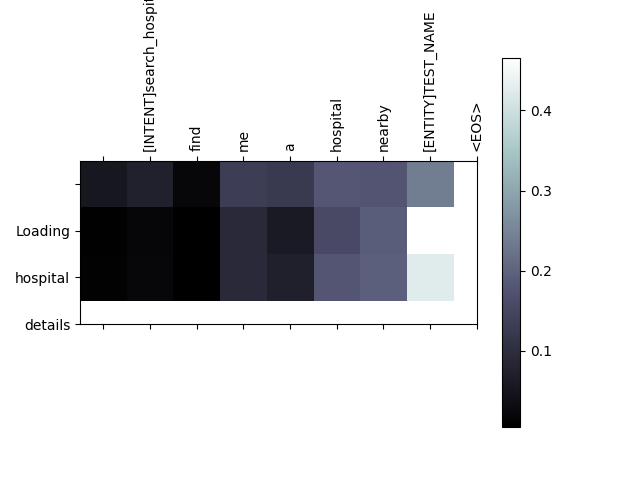 [INTENT]search_hospit
find
me
a
hospital
nearby
[ENTITY]TEST_NAME
<EOS>
Loading
hospital
details
0.4
0.3
0.2
0.1